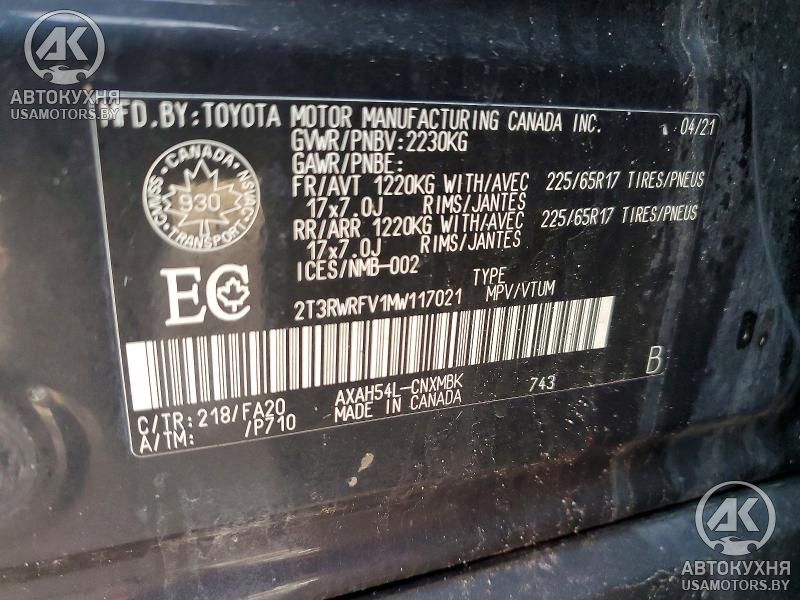 АВТОКУХНЯ
USAMOTORS.BY
MFD.BY:TOYOTA MOTOR MANUFACTURING CANADA INC. 04/21
GVWR/PNBV:2230KG
GAWR/PNBE:
FR/AVT 1220KG WITH/AVEC 225/65R17 TIRES/PNEUS
17x7.0J RIMS/JANTES
RR/ARR 1220KG WITH/AVEC 225/65R17 TIRES/PNEUS
17x7.0J RIMS/JANTES
ICES/NMB-002 TYPE
2T3RWRFV1MW117021 MPV/VTUM
CANADA
CMVSS 930 NSVAC
TRANSPORT
EC
AXAH54L-CNXMBK 743 B
C/TR:218/FA20 MADE IN CANADA
A/TM: /P710
АВТОКУХНЯ
USAMOTORS.BY